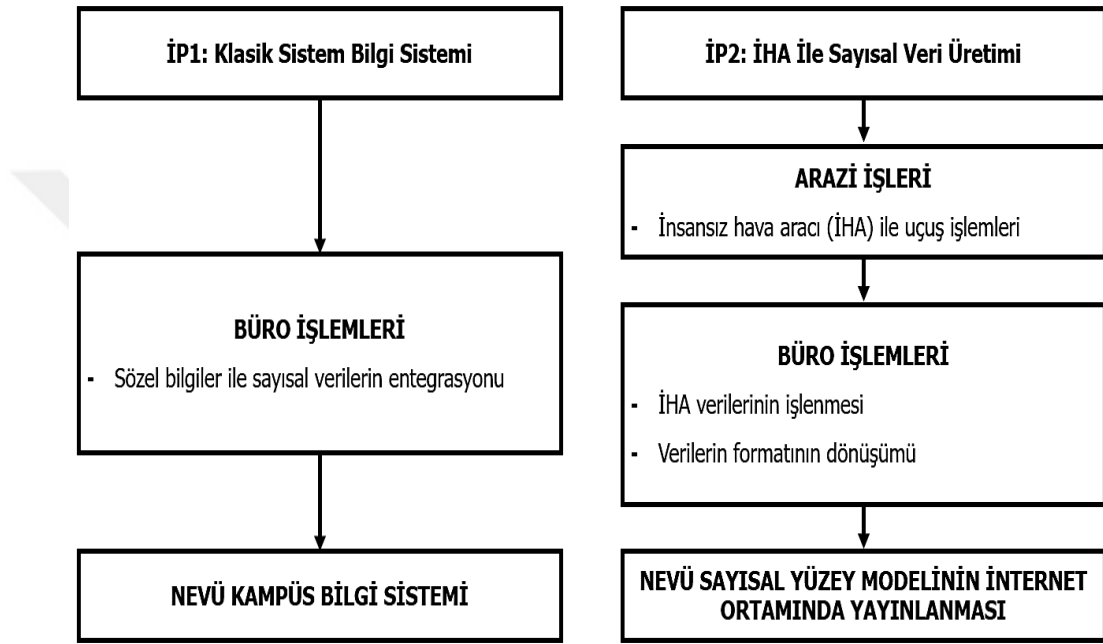 İP1: Klasik Sistem Bilgi Sistemi
BÜRO İŞLEMLERİ
- Sözel bilgiler ile sayısal verilerin entegrasyonu
NEVÜ KAMPÜS BİLGİ SİSTEMİ
İP2: İHA İle Sayısal Veri Üretimi
ARAZİ İŞLERİ
- İnsansız hava aracı (İHA) ile uçuş işlemleri
BÜRO İŞLEMLERİ
- İHA verilerinin işlenmesi
- Verilerin formatının dönüşümü
NEVÜ SAYISAL YÜZEY MODELİNİN İNTERNET
ORTAMINDA YAYINLANMASI